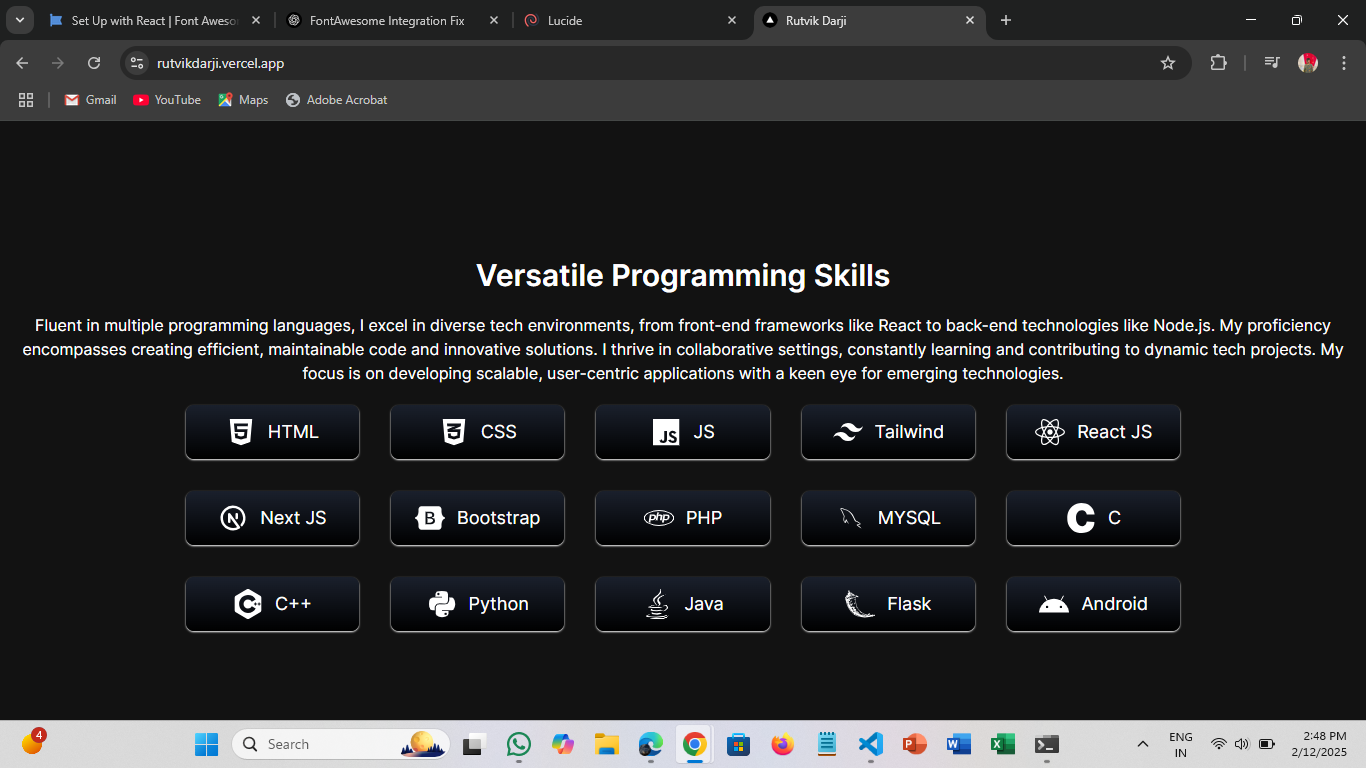 Set Up with React | Font Aweso
FontAwesome Integration Fix
Lucide
Rutvik Darji
rutvikdarji.vercel.app
Gmail
YouTube
Maps
Adobe Acrobat
Versatile Programming Skills
Fluent in multiple programming languages, I excel in diverse tech environments, from front-end frameworks like React to back-end technologies like Node.js. My proficiency
encompasses creating efficient, maintainable code and innovative solutions. I thrive in collaborative settings, constantly learning and contributing to dynamic tech projects. My
focus is on developing scalable, user-centric applications with a keen eye for emerging technologies.
5 HTML
3 CSS
JS JS
Tailwind
React JS
N Next JS
B Bootstrap
php PHP
MYSQL
C C
C++ C++
Python
Java
Flask
Android
4
Search
P
W
X
ENG
IN
2:48 PM
2/12/2025